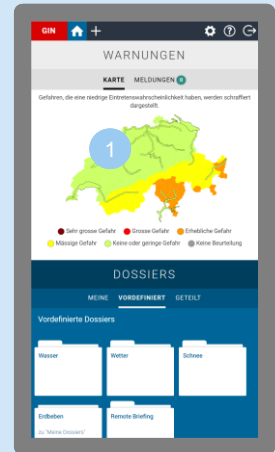 GIN
WARNUNGEN
KARTE MELDUNGEN 0
Gefahren, die eine niedrige Eintretenswahrscheinlichkeit haben, werden schraffiert
dargestellt.
1
Sehr grosse Gefahr Grosse Gefahr Erhebliche Gefahr
Mässige Gefahr Keine oder geringe Gefahr Keine Beurteilung
DOSSIERS
MEINE VORDEFINIERT GETEILT
Vordefinierte Dossiers
Wasser Wetter Schnee
Erdbeben Remote Briefing
zu "Meine Dossiers"